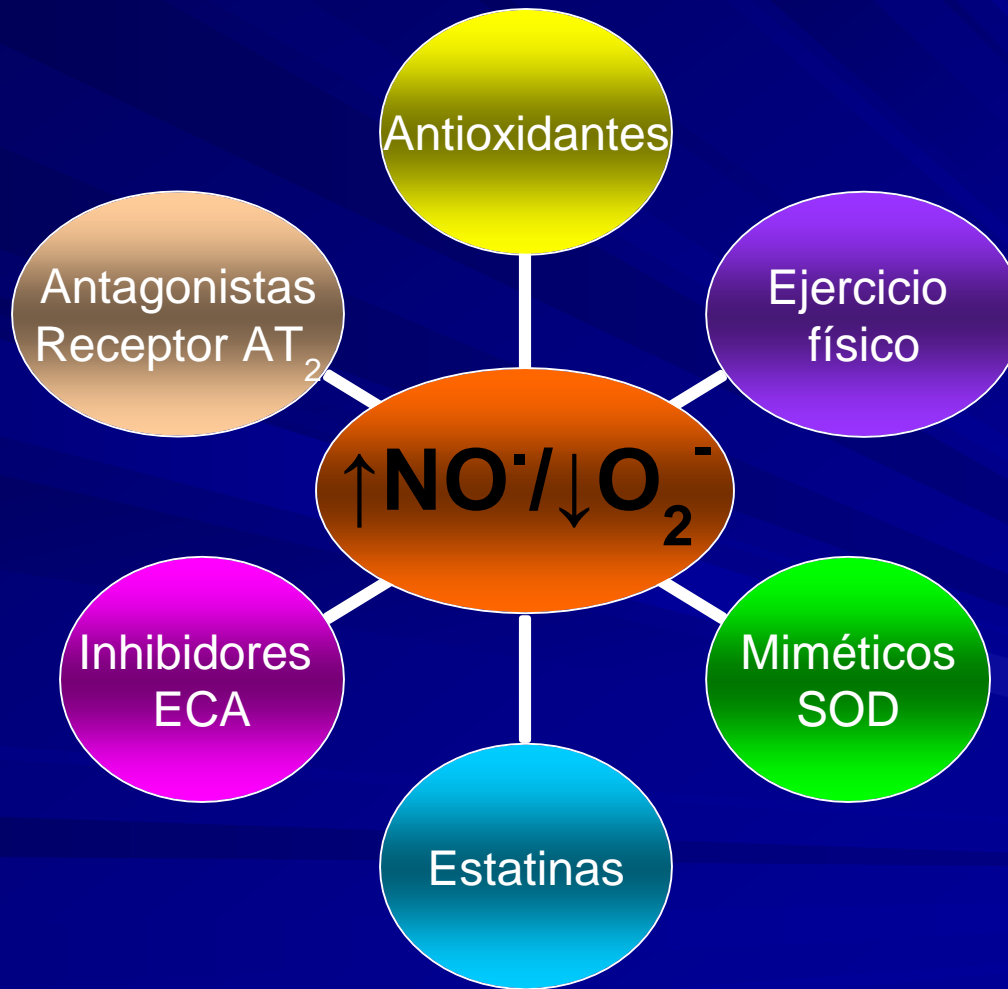 Antioxidantes
Antagonistas
Receptor AT₂
Ejercicio
físico
↑NO˙/↓O₂⁻
Inhibidores
ECA
Miméticos
SOD
Estatinas